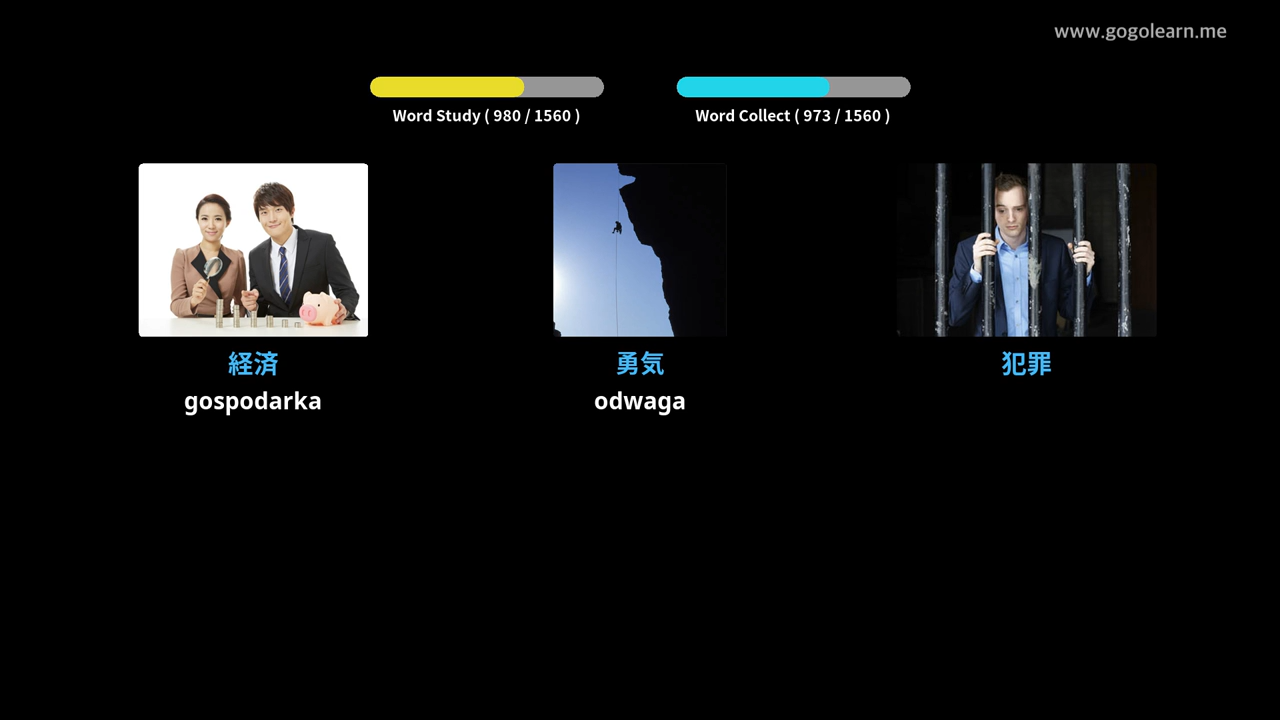 www.gogolearn.me
Word Study ( 980 / 1560 )
Word Collect ( 973 / 1560 )
経済
gospodarka
勇気
odwaga
犯罪